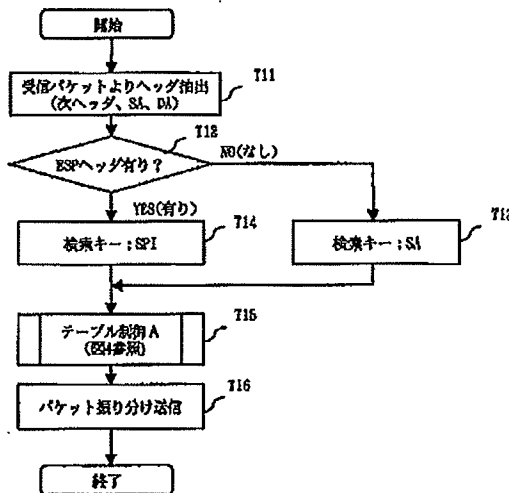 開始
T11
受信パケットよりヘッダ抽出
(次ヘッダ、SA、DA)
T12
ESPヘッダ有り?
NO(なし)
YES(有り)
T14
検索キー:SPI
T13
検索キー:SA
T15
テーブル制御A
(図4参照)
T16
パケット振り分け送信
終了